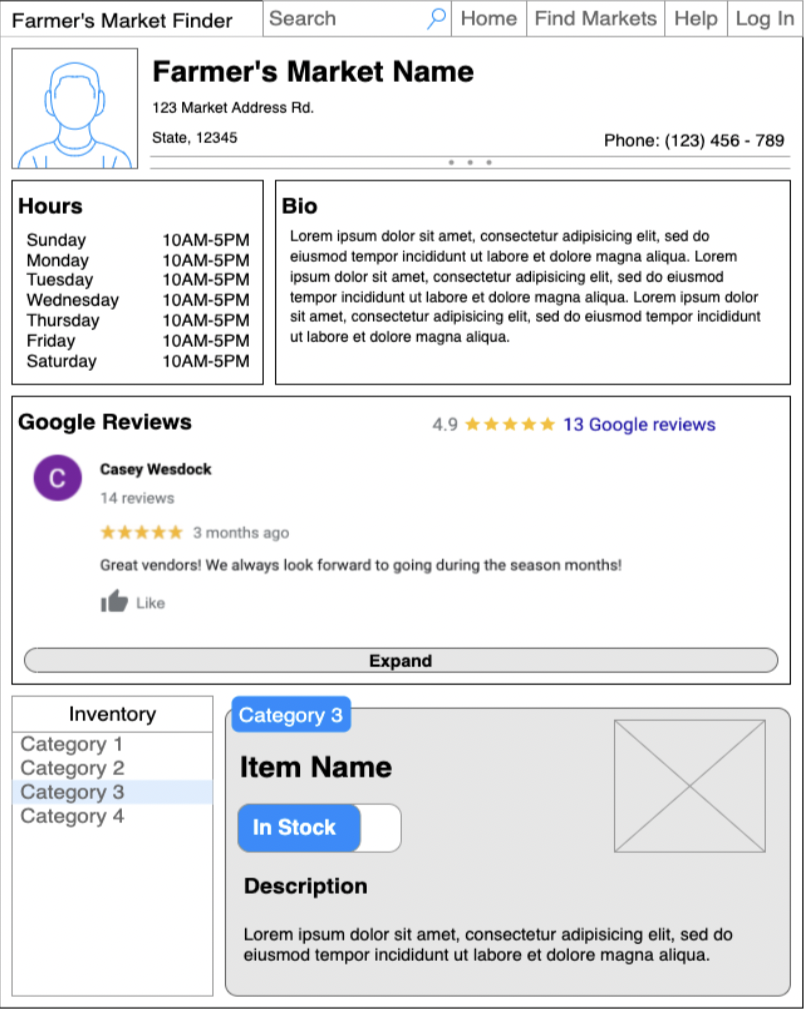 Farmer's Market Finder
Search
Home
Find Markets
Help
Log In
Farmer's Market Name
123 Market Address Rd.
State, 12345
Phone: (123) 456 - 789
Hours
Sunday 10AM-5PM
Monday 10AM-5PM
Tuesday 10AM-5PM
Wednesday 10AM-5PM
Thursday 10AM-5PM
Friday 10AM-5PM
Saturday 10AM-5PM
Bio
Lorem ipsum dolor sit amet, consectetur adipisicing elit, sed do
eiusmod tempor incididunt ut labore et dolore magna aliqua. Lorem
ipsum dolor sit amet, consectetur adipisicing elit, sed do eiusmod
tempor incididunt ut labore et dolore magna aliqua. Lorem ipsum dolor
sit amet, consectetur adipisicing elit, sed do eiusmod tempor incididunt
ut labore et dolore magna aliqua.
Google Reviews
4.9 13 Google reviews
C
Casey Wesdock
14 reviews
3 months ago
Great vendors! We always look forward to going during the season months!
Like
Expand
Inventory
Category 1
Category 2
Category 3
Category 4
Category 3
Item Name
In Stock
Description
Lorem ipsum dolor sit amet, consectetur adipisicing elit, sed do
eiusmod tempor incididunt ut labore et dolore magna aliqua.